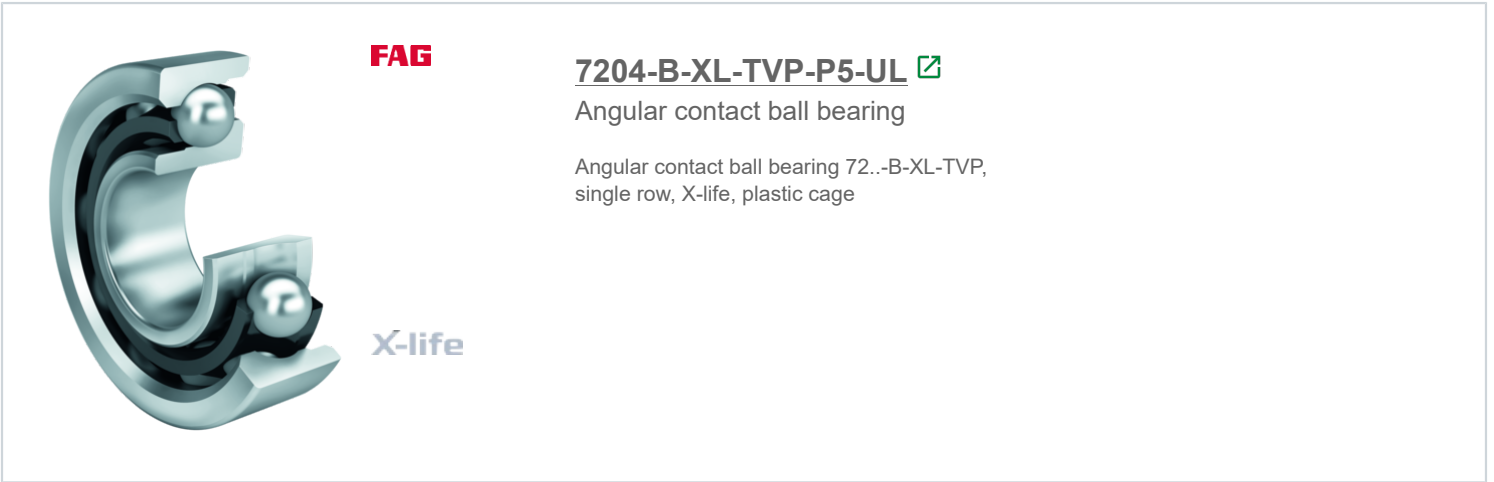 FAG
7204-B-XL-TVP-P5-UL
Angular contact ball bearing
Angular contact ball bearing 72..-B-XL-TVP,
single row, X-life, plastic cage
X-life